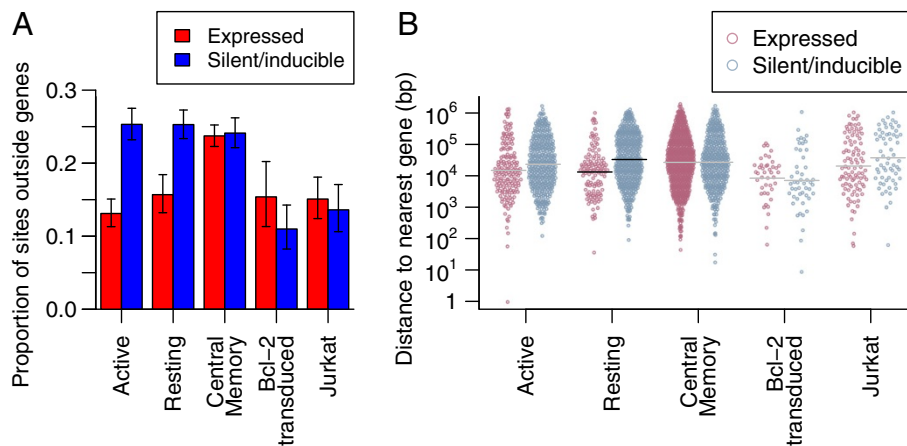 A
Expressed
Silent/inducible
Proportion of sites outside genes
0.3
0.2
0.1
0.0
Active
Resting
Central
Memory
Bcl−2
transduced
Jurkat
B
Expressed
Silent/inducible
Distance to nearest gene (bp)
10⁶
10⁵
10⁴
10³
10²
10¹
1
Active
Resting
Central
Memory
Bcl−2
transduced
Jurkat